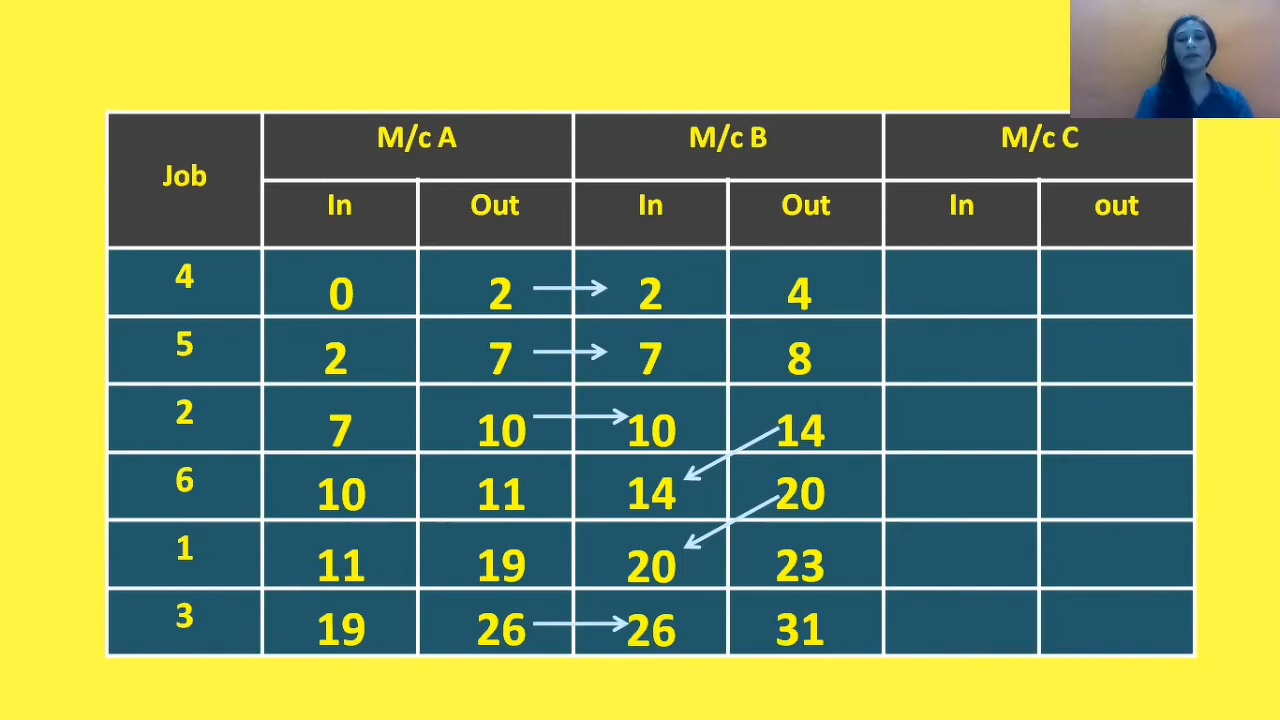 Job M/c A M/c B M/c C
In Out In Out In out
4 0 2 2 4
5 2 7 7 8
2 7 10 10 14
6 10 11 14 20
1 11 19 20 23
3 19 26 26 31